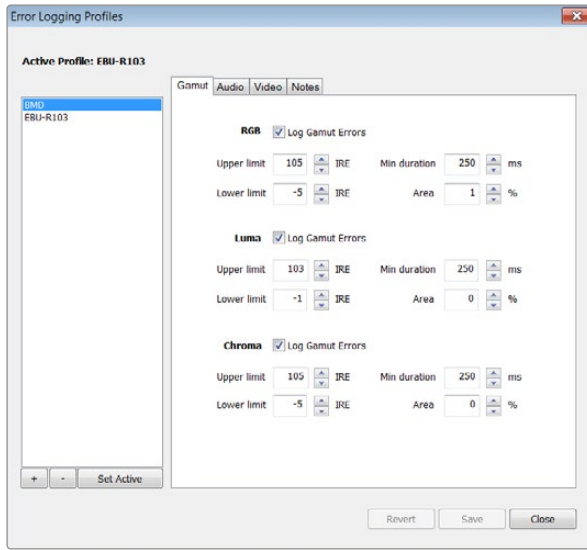 Error Logging Profiles
Active Profile: EBU-R103
BMD
EBU-R103
+ - Set Active
Gamut Audio Video Notes
RGB Log Gamut Errors
Upper limit 105 IRE Min duration 250 ms
Lower limit -5 IRE Area 1 %
Luma Log Gamut Errors
Upper limit 103 IRE Min duration 250 ms
Lower limit -1 IRE Area 0 %
Chroma Log Gamut Errors
Upper limit 105 IRE Min duration 250 ms
Lower limit -5 IRE Area 0 %
Revert Save Close